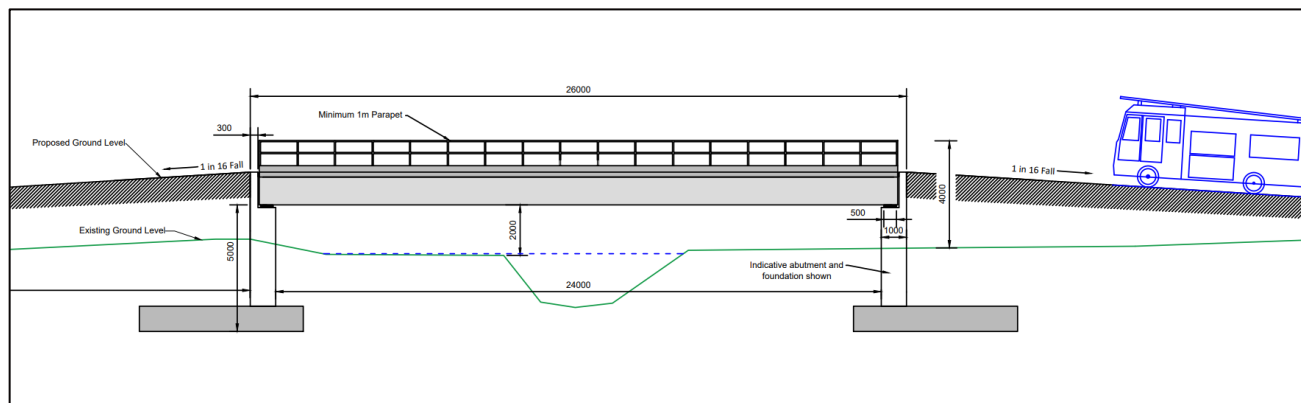 26000
Minimum 1m Parapet
300
Proposed Ground Level
1 in 16 Fall
1 in 16 Fall
4000
500
2000
1000
Existing Ground Level
5000
Indicative abutment and
foundation shown
24000